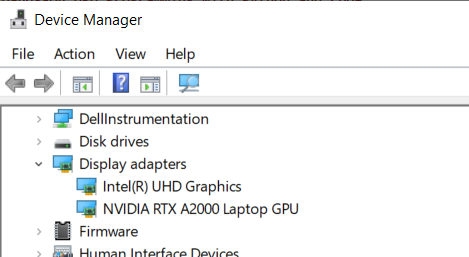 Device Manager
File Action View Help
DellInstrumentation
Disk drives
Display adapters
Intel(R) UHD Graphics
NVIDIA RTX A2000 Laptop GPU
Firmware
Human Interface Devices